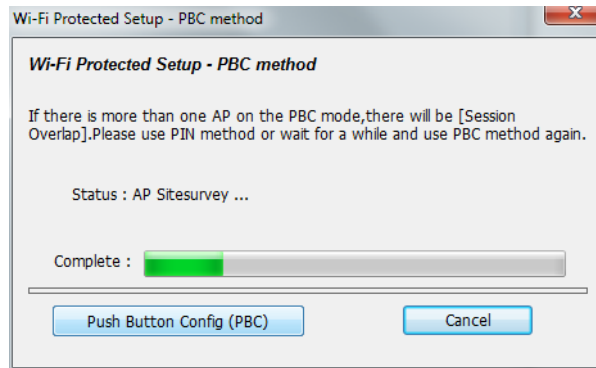 Wi-Fi Protected Setup - PBC method
Wi-Fi Protected Setup - PBC method
If there is more than one AP on the PBC mode,there will be [Session
Overlap].Please use PIN method or wait for a while and use PBC method again.
Status : AP Sitesurvey ...
Complete :
Push Button Config (PBC)
Cancel